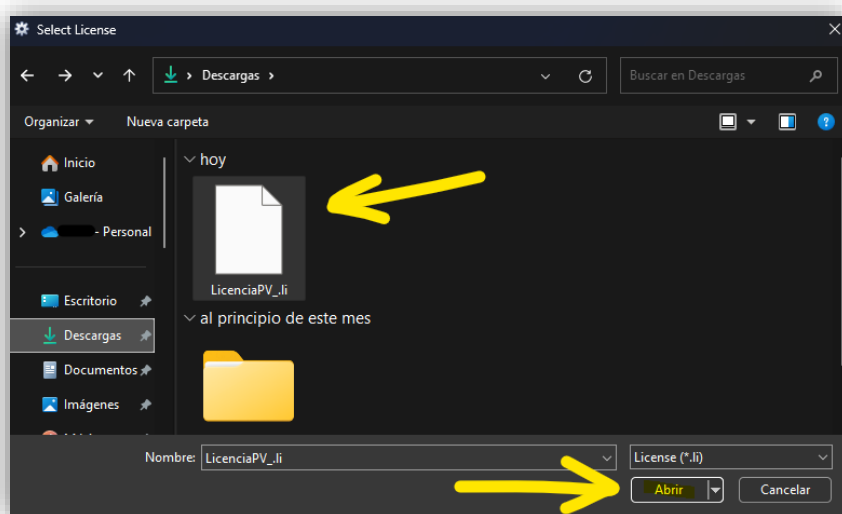 Select License
Descargas
Buscar en Descargas
Organizar
Nueva carpeta
Inicio
hoy
Galería
- Personal
LicenciaPV_.li
Escritorio
al principio de este mes
Descargas
Documentos
Imágenes
Nombre: LicenciaPV_.li
License (*.li)
Abrir
Cancelar